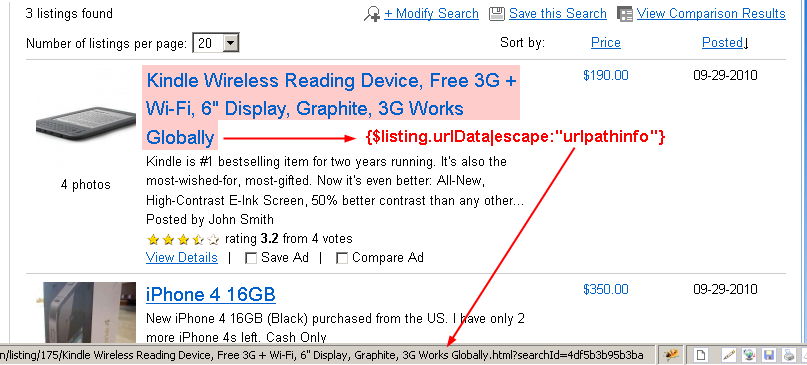 3 listings found
+ Modify Search
Save this Search
View Comparison Results
Number of listings per page: 20
Sort by:
Price
Posted↓
Kindle Wireless Reading Device, Free 3G +
Wi-Fi, 6" Display, Graphite, 3G Works
Globally
$190.00
09-29-2010
{$listing.urlData|escape:"urlpathinfo"}
4 photos
Kindle is #1 bestselling item for two years running. It's also the
most-wished-for, most-gifted. Now it's even better: All-New,
High-Contrast E-Ink Screen, 50% better contrast than any other...
Posted by John Smith
rating 3.2 from 4 votes
View Details | Save Ad | Compare Ad
iPhone 4 16GB
$350.00
09-29-2010
New iPhone 4 16GB (Black) purchased from the US. I have only 2
more iPhone 4s left. Cash Only
n/listing/175/Kindle Wireless Reading Device, Free 3G + Wi-Fi, 6" Display, Graphite, 3G Works Globally.html?searchId=4df5b3b95b3ba